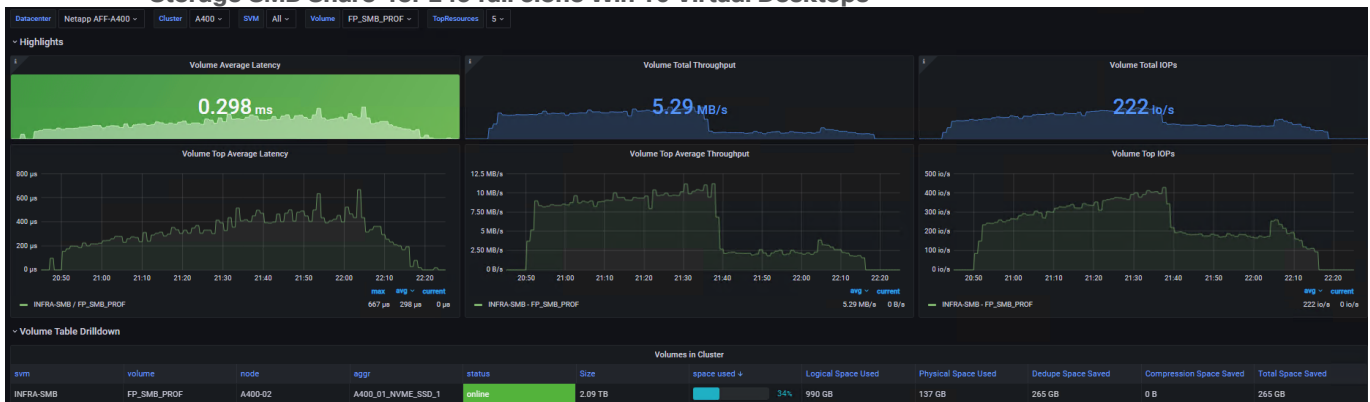 Storage SMB Share for 246 full clone Win 10 Virtual Desktops
Datacenter Netapp AFF-A400 Cluster A400 SVM All Volume FP_SMB_PROF TopResources 5
Highlights
Volume Average Latency Volume Total Throughput Volume Total IOPs
0.298 ms 5.29 MB/s 222 io/s
Volume Top Average Latency Volume Top Average Throughput Volume Top IOPs
800 µs 12.5 MB/s 500 io/s
600 µs 10 MB/s 400 io/s
7.50 MB/s 300 io/s
400 µs 5 MB/s 200 io/s
200 µs 2.50 MB/s 100 io/s
0 µs 0 B/s 0 io/s
20:50 21:00 21:10 21:20 21:30 21:40 21:50 22:00 22:10 22:20 20:50 21:00 21:10 21:20 21:30 21:40 21:50 22:00 22:10 22:20 20:50 21:00 21:10 21:20 21:30 21:40 21:50 22:00 22:10 22:20
max avg current avg current avg current
INFRA-SMB / FP_SMB_PROF 667 µs 298 µs 0 µs INFRA-SMB - FP_SMB_PROF 5.29 MB/s 0 B/s INFRA-SMB - FP_SMB_PROF 222 io/s 0 io/s
Volume Table Drilldown
Volumes in Cluster
svm volume node aggr status Size space used ↓ Logical Space Used Physical Space Used Dedupe Space Saved Compression Space Saved Total Space Saved
INFRA-SMB FP_SMB_PROF A400-02 A400_01_NVME_SSD_1 online 2.09 TB 34% 990 GB 137 GB 265 GB 0 B 265 GB